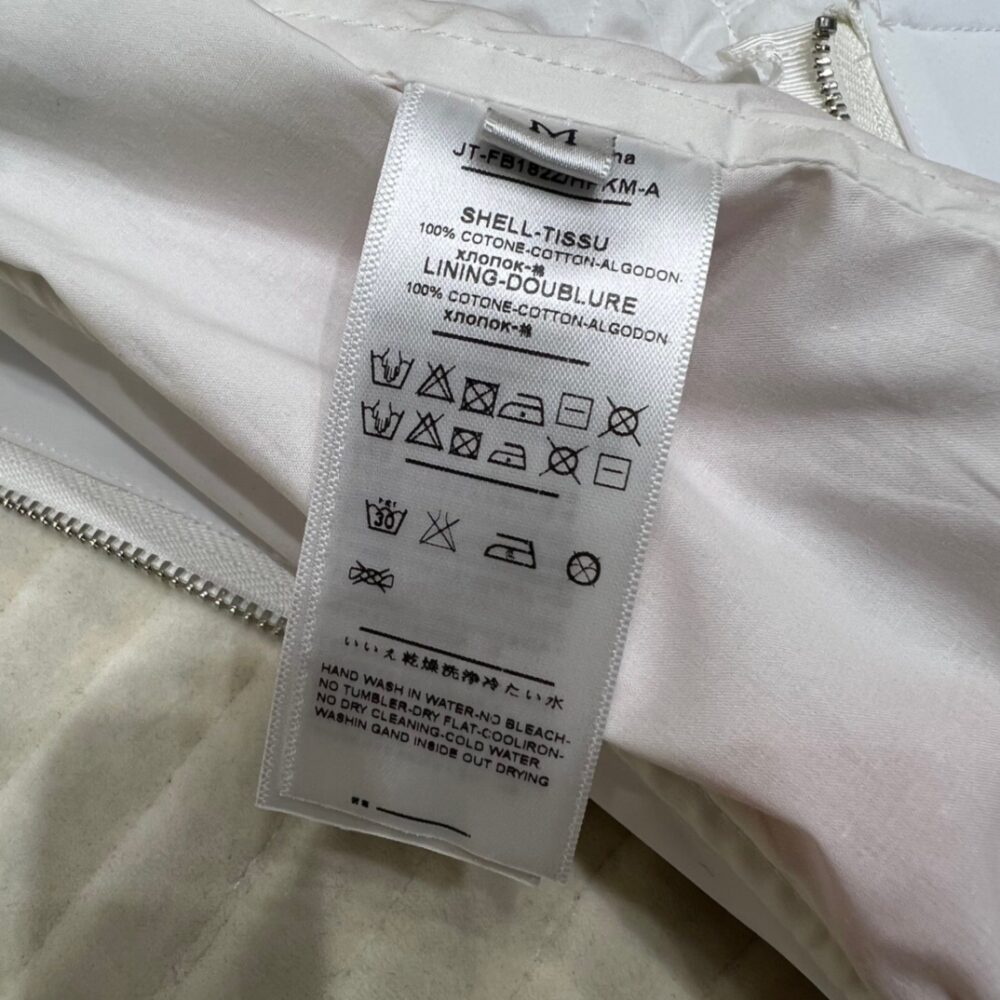 M
na
SHELL-TISSU
100% COTONE-COTTON-ALGODON-
хлопок-棉
LINING-DOUBLURE
100% COTONE-COTTON-ALGODON
хлопок-棉
30
いいえ乾燥洗浄冷たい水
HAND WASH IN WATER-NO BLEACH-
NO TUMBLER-DRY FLAT-COOLIRON-
NO DRY CLEANING-COLD WATER
WASHIN GAND INSIDE OUT DRYING